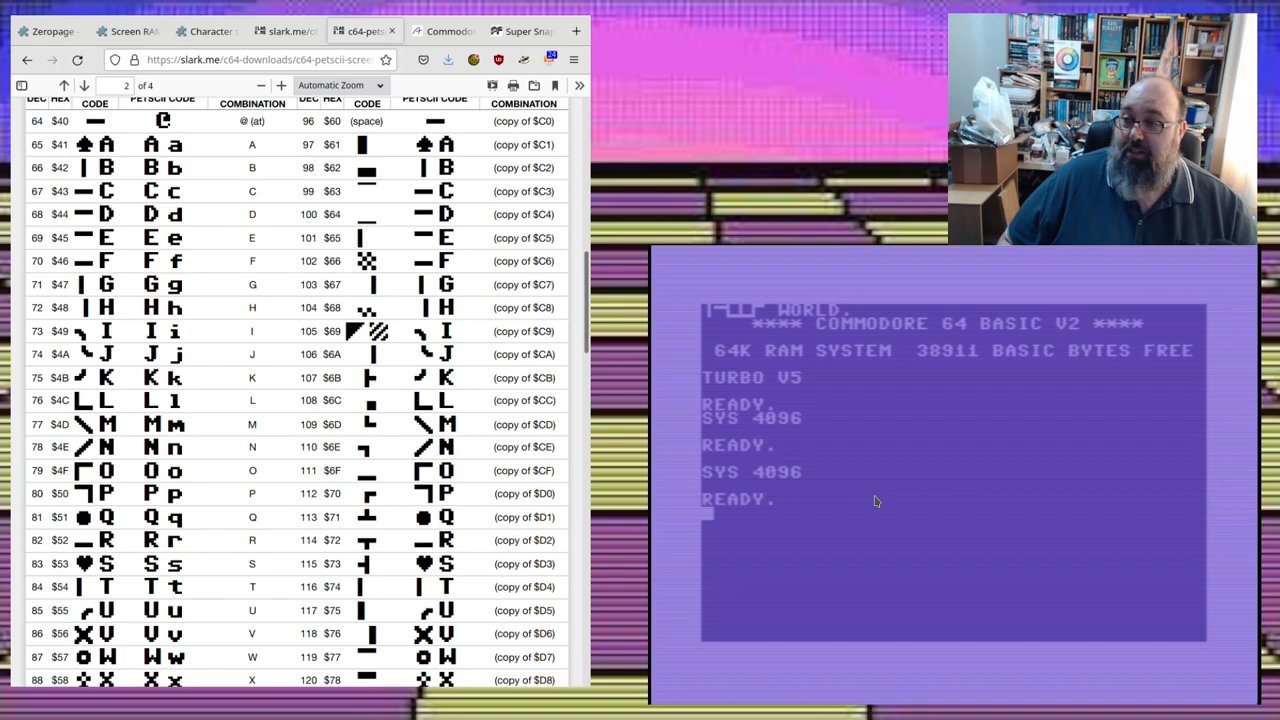 Zeropage
Screen RAM
Character
slark.me/c
c64-pets
Commodo
Super Snap
https://slark.me/c64-downloads/c64-petscii-scree
24
2 of 4
Automatic Zoom
DEC HEX CODE PETSCII CODE COMBINATION DEC HEX CODE PETSCII CODE COMBINATION
64 $40 @ (at) 96 $60 (space) (copy of $C0)
65 $41 A A a A 97 $61 A (copy of $C1)
66 $42 B B b B 98 $62 B (copy of $C2)
67 $43 C C c C 99 $63 C (copy of $C3)
68 $44 D D d D 100 $64 D (copy of $C4)
69 $45 E E e E 101 $65 E (copy of $C5)
70 $46 F F f F 102 $66 F (copy of $C6)
71 $47 G G g G 103 $67 G (copy of $C7)
72 $48 H H h H 104 $68 H (copy of $C8)
73 $49 I I i I 105 $69 I (copy of $C9)
74 $4A J J j J 106 $6A J (copy of $CA)
75 $4B K K k K 107 $6B K (copy of $CB)
76 $4C L L l L 108 $6C L (copy of $CC)
77 $4D M M m M 109 $6D M (copy of $CD)
78 $4E N N n N 110 $6E N (copy of $CE)
79 $4F O O o O 111 $6F O (copy of $CF)
80 $50 P P p P 112 $70 P (copy of $D0)
81 $51 Q Q q Q 113 $71 Q (copy of $D1)
82 $52 R R r R 114 $72 R (copy of $D2)
83 $53 S S s S 115 $73 S (copy of $D3)
84 $54 T T t T 116 $74 T (copy of $D4)
85 $55 U U u U 117 $75 U (copy of $D5)
86 $56 V V v V 118 $76 V (copy of $D6)
87 $57 W W w W 119 $77 W (copy of $D7)
88 $58 X X x X 120 $78 X (copy of $D8)
WORLD.
**** COMMODORE 64 BASIC V2 ****
64K RAM SYSTEM 38911 BASIC BYTES FREE
TURBO V5
READY.
SYS 4096
READY.
SYS 4096
READY.